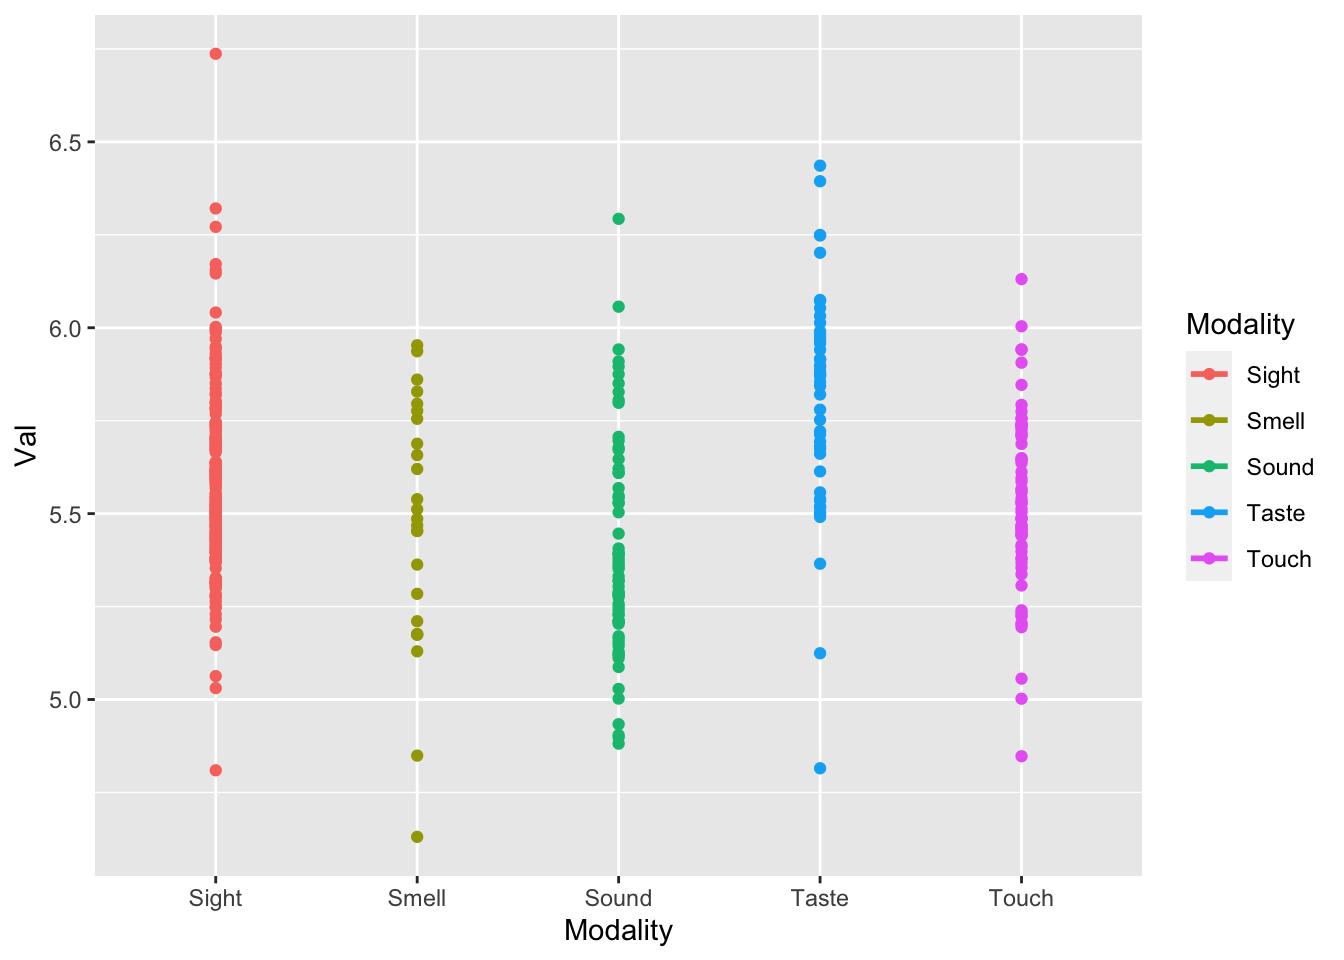 Val
6.5
6.0
5.5
5.0
Sight Smell Sound Taste Touch
Modality
Modality
Sight
Smell
Sound
Taste
Touch